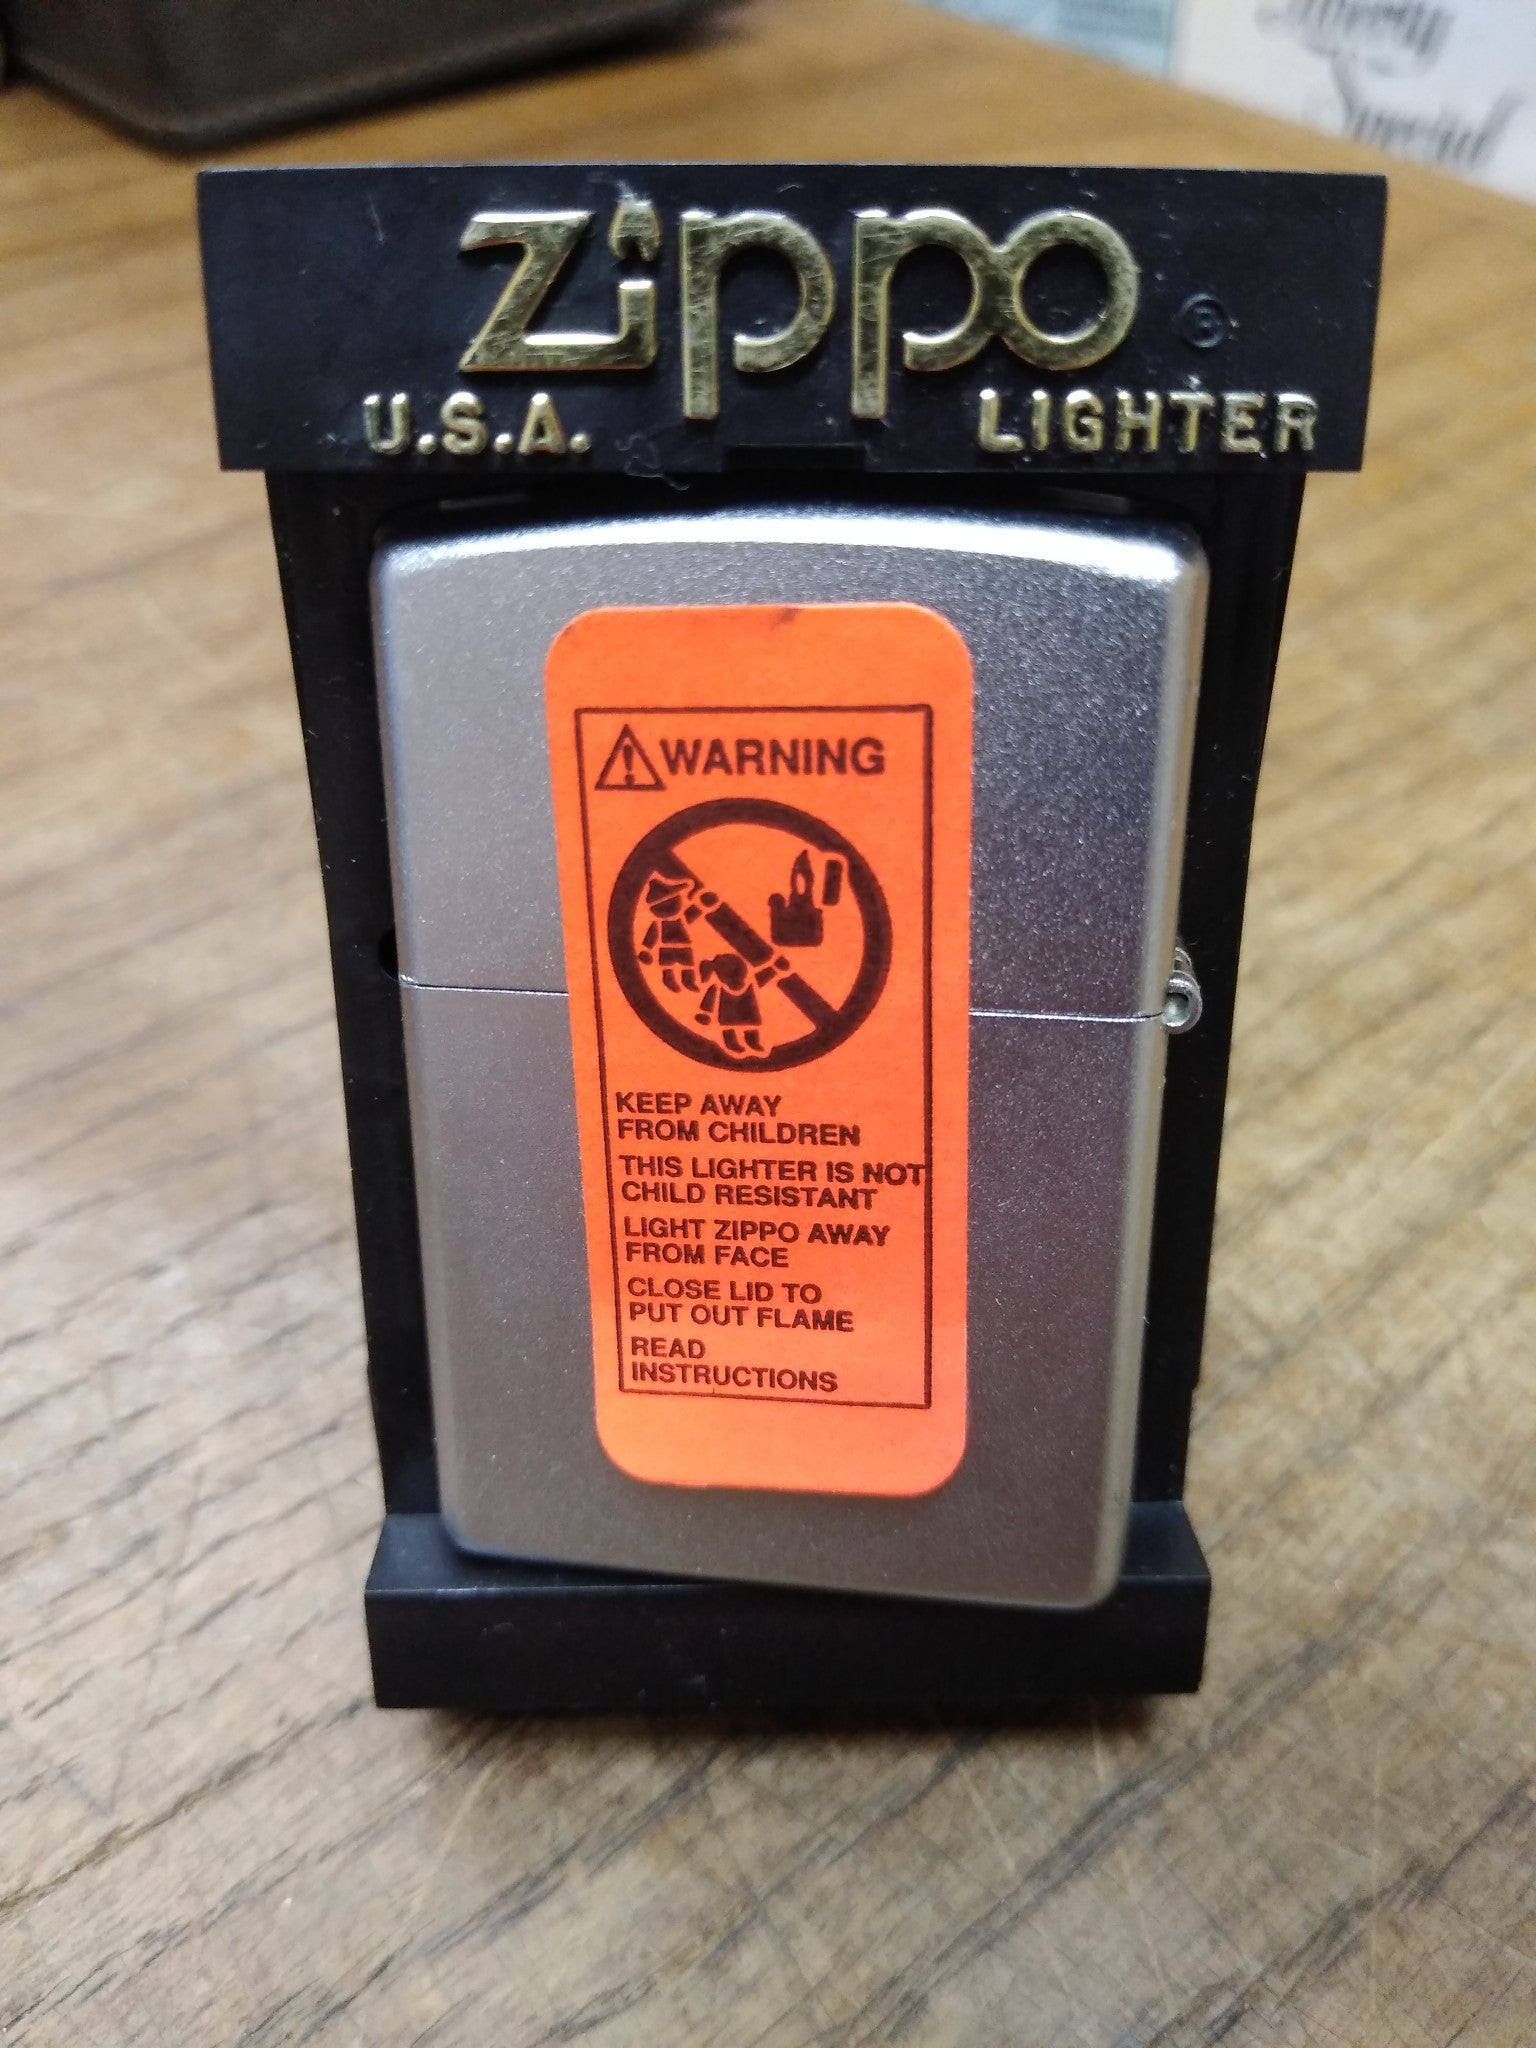 Zippo ®
U.S.A. LIGHTER
WARNING
KEEP AWAY
FROM CHILDREN
THIS LIGHTER IS NOT
CHILD RESISTANT
LIGHT ZIPPO AWAY
FROM FACE
CLOSE LID TO
PUT OUT FLAME
READ
INSTRUCTIONS